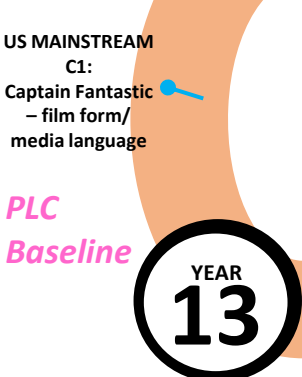 US MAINSTREAM
C1:
Captain Fantastic
– film form/
media language
PLC
Baseline
YEAR
13